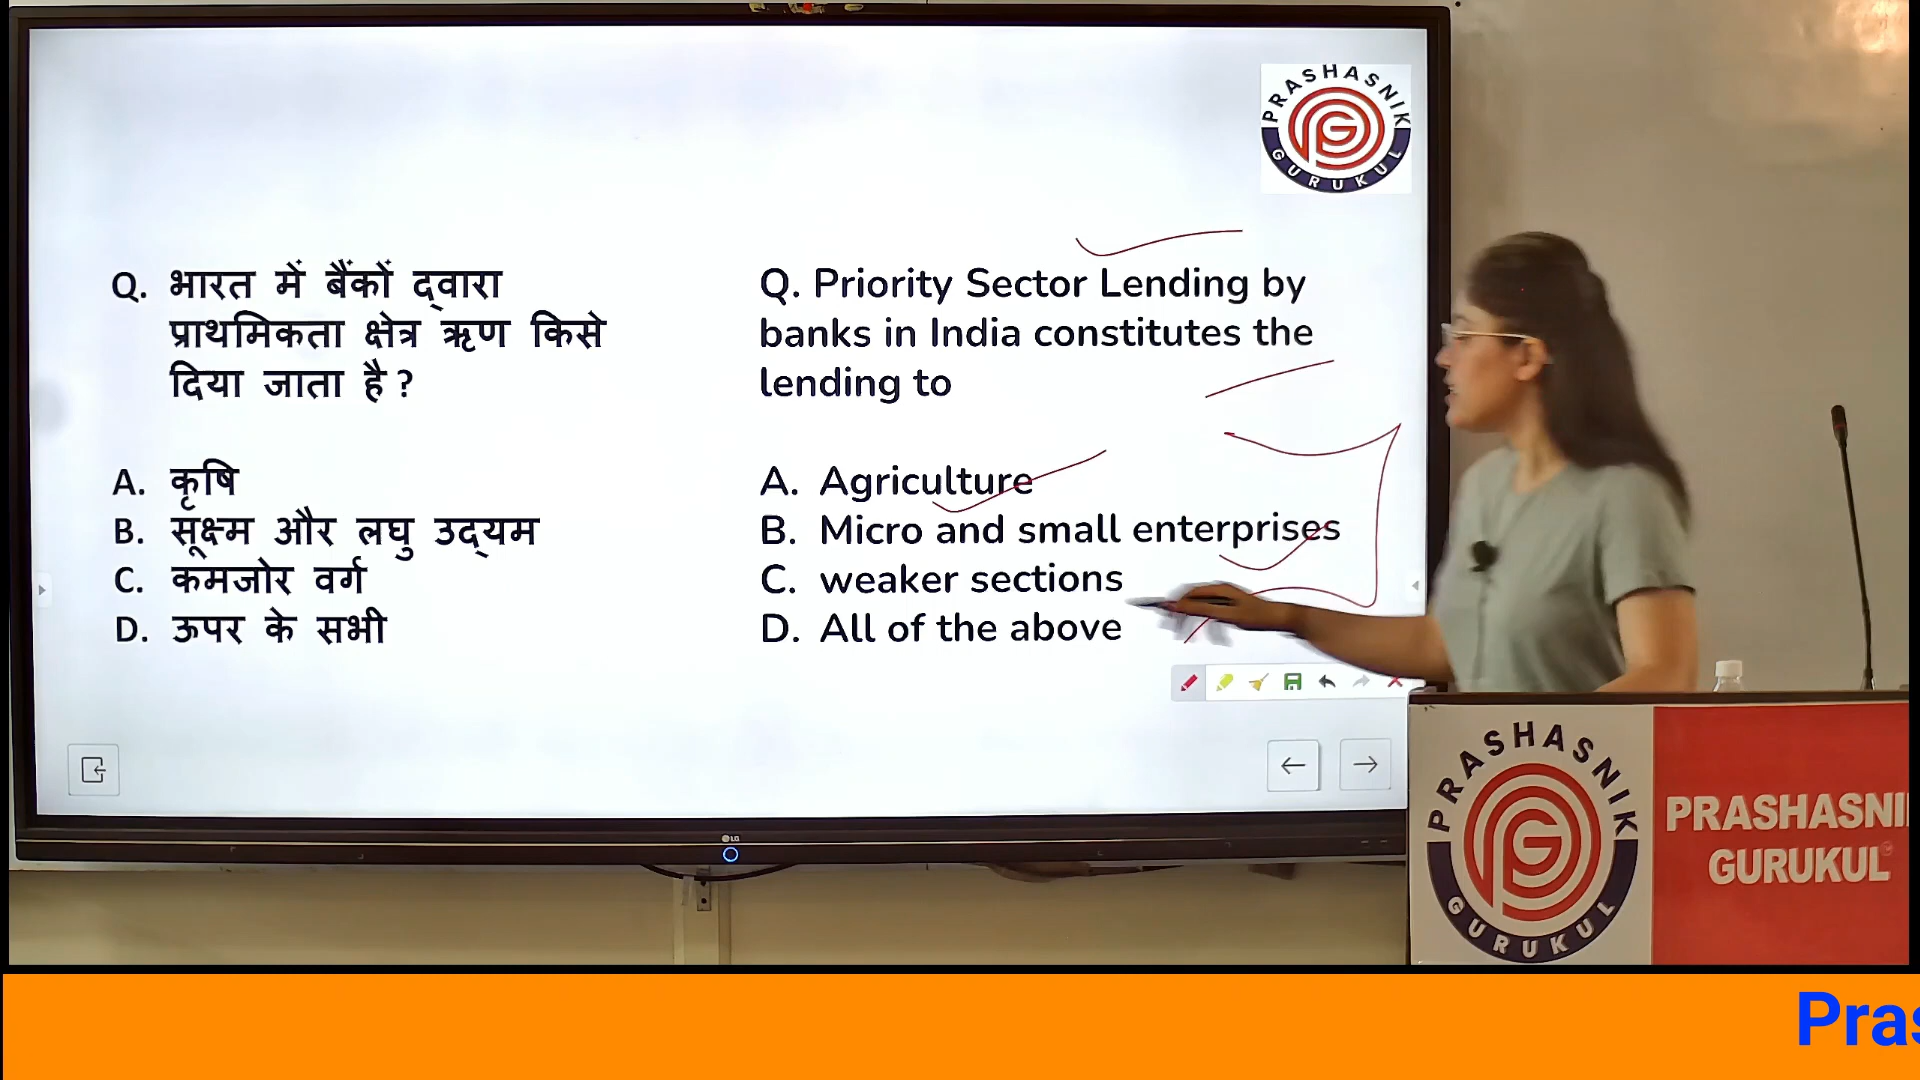 PRASHASNIK
GURUKUL
Q. भारत में बैंकों द्वारा
प्राथमिकता क्षेत्र ऋण किसे
दिया जाता है ?
A. कृषि
B. सूक्ष्म और लघु उद्यम
C. कमजोर वर्ग
D. ऊपर के सभी
Q. Priority Sector Lending by
banks in India constitutes the
lending to
A. Agriculture
B. Micro and small enterprises
C. weaker sections
D. All of the above
LG
PRASHASNIK
GURUKUL
PRASHASNI
GURUKUL
Pras